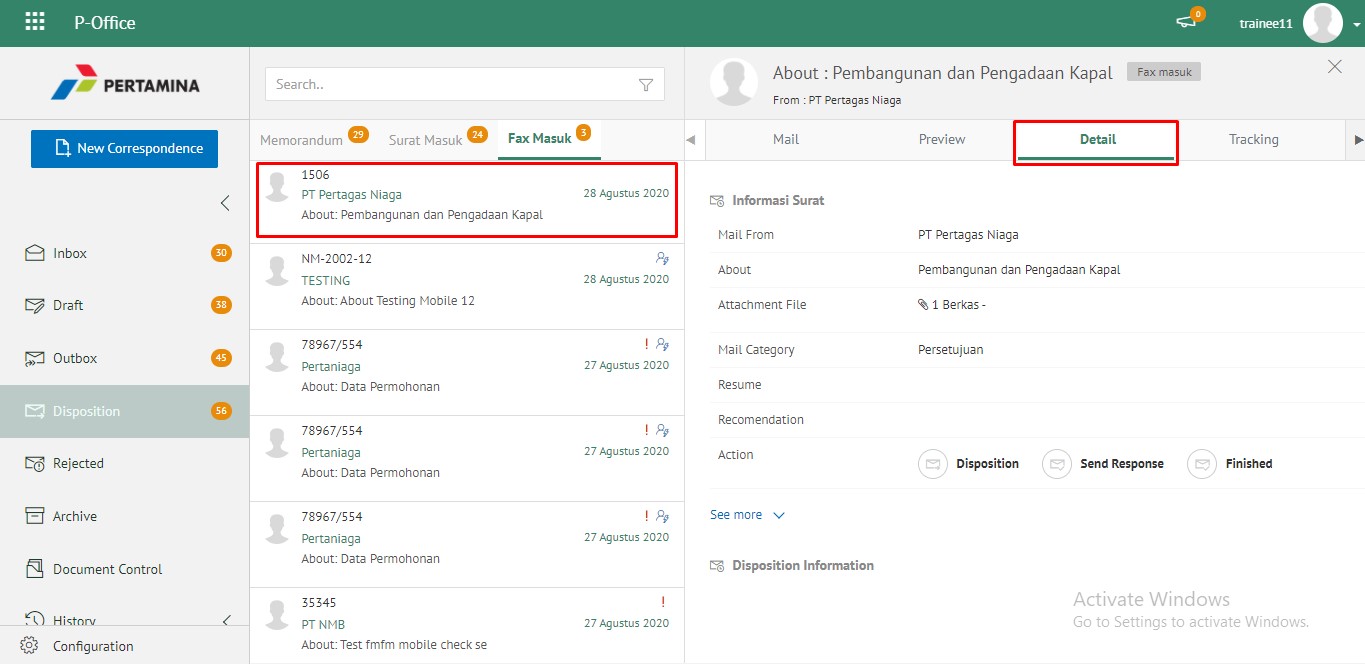 P-Office
0
trainee11
PERTAMINA
New Correspondence
Inbox 30
Draft 38
Outbox 45
Disposition 56
Rejected
Archive
Document Control
History
Configuration
Search..
Memorandum 29
Surat Masuk 24
Fax Masuk 3
1506
PT Pertagas Niaga
28 Agustus 2020
About: Pembangunan dan Pengadaan Kapal
NM-2002-12
TESTING
28 Agustus 2020
About: About Testing Mobile 12
78967/554
!
Pertaniaga
27 Agustus 2020
About: Data Permohonan
78967/554
!
Pertaniaga
27 Agustus 2020
About: Data Permohonan
78967/554
!
Pertaniaga
27 Agustus 2020
About: Data Permohonan
35345
!
PT NMB
27 Agustus 2020
About: Test fmfm mobile check se
About : Pembangunan dan Pengadaan Kapal
Fax masuk
From : PT Pertagas Niaga
Mail
Preview
Detail
Tracking
Informasi Surat
Mail From PT Pertagas Niaga
About Pembangunan dan Pengadaan Kapal
Attachment File 1 Berkas -
Mail Category Persetujuan
Resume
Recomendation
Action Disposition Send Response Finished
See more
Disposition Information
Activate Windows
Go to Settings to activate Windows.